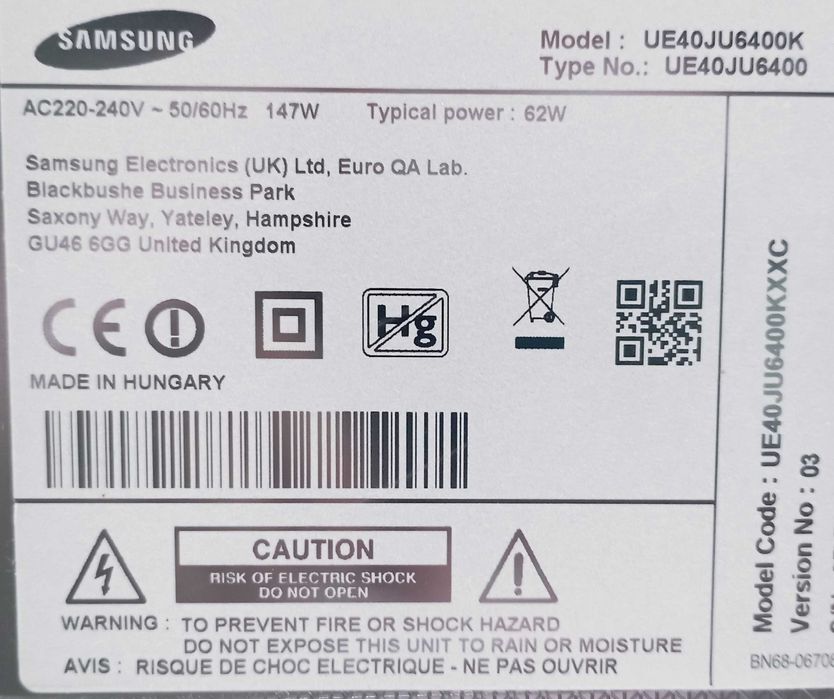 SAMSUNG
Model : UE40JU6400K
Type No.: UE40JU6400
AC220-240V ~ 50/60Hz 147W Typical power : 62W
Samsung Electronics (UK) Ltd, Euro QA Lab.
Blackbushe Business Park
Saxony Way, Yateley, Hampshire
GU46 6GG United Kingdom
CE
Hg
MADE IN HUNGARY
CAUTION
RISK OF ELECTRIC SHOCK
DO NOT OPEN
WARNING : TO PREVENT FIRE OR SHOCK HAZARD
DO NOT EXPOSE THIS UNIT TO RAIN OR MOISTURE
AVIS : RISQUE DE CHOC ELECTRIQUE - NE PAS OUVRIR
Model Code : UE40JU6400KXXC
Version No : 03